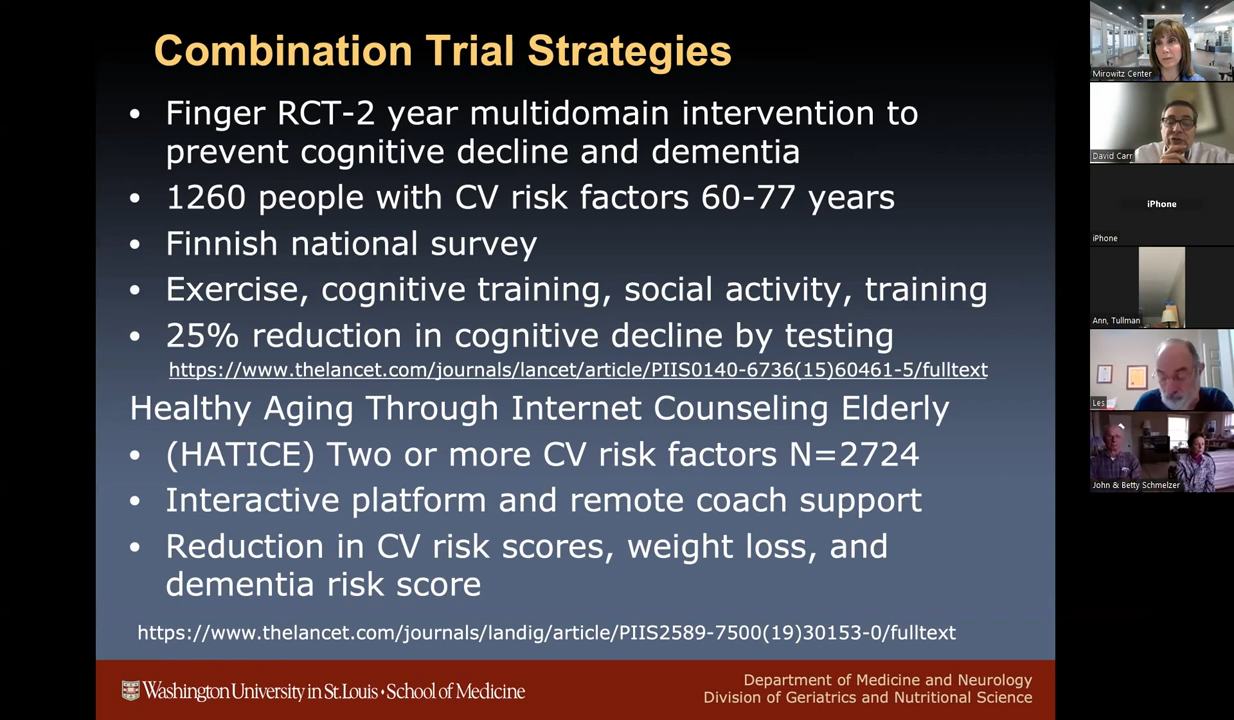 Combination Trial Strategies
• Finger RCT-2 year multidomain intervention to
prevent cognitive decline and dementia
• 1260 people with CV risk factors 60-77 years
• Finnish national survey
• Exercise, cognitive training, social activity, training
• 25% reduction in cognitive decline by testing
https://www.thelancet.com/journals/lancet/article/PIIS0140-6736(15)60461-5/fulltext
Healthy Aging Through Internet Counseling Elderly
• (HATICE) Two or more CV risk factors N=2724
• Interactive platform and remote coach support
• Reduction in CV risk scores, weight loss, and
dementia risk score
https://www.thelancet.com/journals/landig/article/PIIS2589-7500(19)30153-0/fulltext
Washington University in St. Louis • School of Medicine
Department of Medicine and Neurology
Division of Geriatrics and Nutritional Science
Mirowitz Center
David Carr
iPhone
iPhone
Ann, Tullman
Les
John & Betty Schmelzer